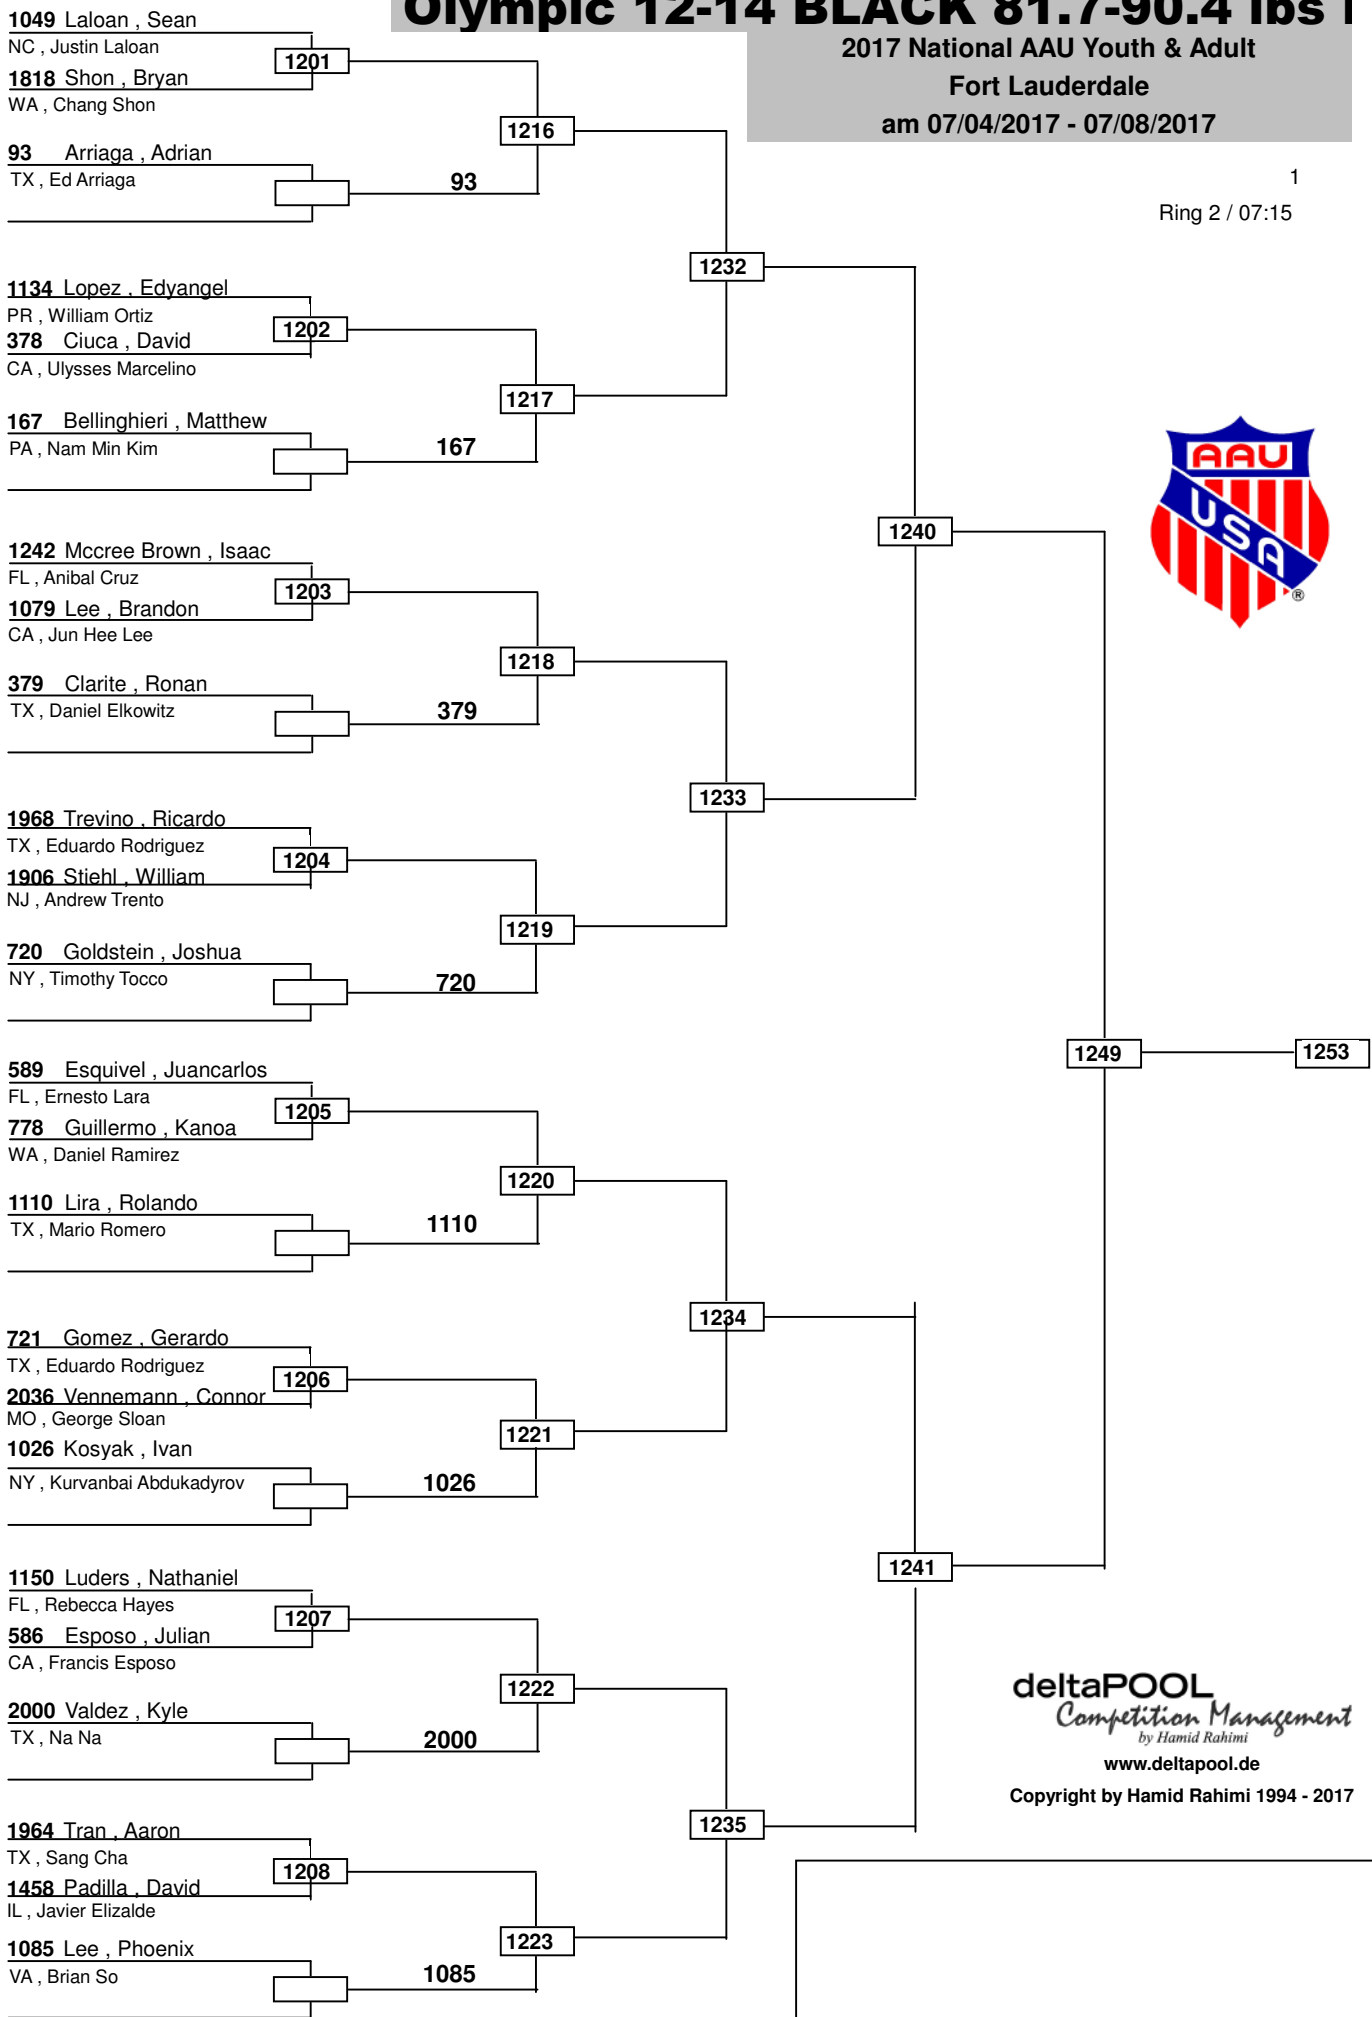 Olympic 12-14 BLACK 81.7-90.4 lbs
2017 National AAU Youth & Adult
Fort Lauderdale
am 07/04/2017 - 07/08/2017
1
Ring 2 / 07:15
1049 Laloan , Sean
NC , Justin Laloan
1201
1818 Shon , Bryan
WA , Chang Shon
1216
93 Arriaga , Adrian
TX , Ed Arriaga
93
1232
1134 Lopez , Edyangel
PR , William Ortiz
1202
378 Ciuca , David
CA , Ulysses Marcelino
1217
167 Bellinghieri , Matthew
PA , Nam Min Kim
167
AAU
USA
®
1240
1242 Mccree Brown , Isaac
FL , Anibal Cruz
1203
1079 Lee , Brandon
CA , Jun Hee Lee
1218
379 Clarite , Ronan
TX , Daniel Elkowitz
379
1233
1968 Trevino , Ricardo
TX , Eduardo Rodriguez
1204
1906 Stiehl , William
NJ , Andrew Trento
1219
720 Goldstein , Joshua
NY , Timothy Tocco
720
1249
1253
589 Esquivel , Juancarlos
FL , Ernesto Lara
1205
778 Guillermo , Kanoa
WA , Daniel Ramirez
1220
1110 Lira , Rolando
TX , Mario Romero
1110
1234
721 Gomez , Gerardo
TX , Eduardo Rodriguez
1206
2036 Vennemann , Connor
MO , George Sloan
1221
1026 Kosyak , Ivan
NY , Kurvanbai Abdukadyrov
1026
1241
1150 Luders , Nathaniel
FL , Rebecca Hayes
1207
586 Esposo , Julian
CA , Francis Esposo
1222
2000 Valdez , Kyle
TX , Na Na
2000
deltaPOOL
Competition Management
by Hamid Rahimi
www.deltapool.de
Copyright by Hamid Rahimi 1994 - 2017
1235
1964 Tran , Aaron
TX , Sang Cha
1208
1458 Padilla , David
IL , Javier Elizalde
1223
1085 Lee , Phoenix
VA , Brian So
1085